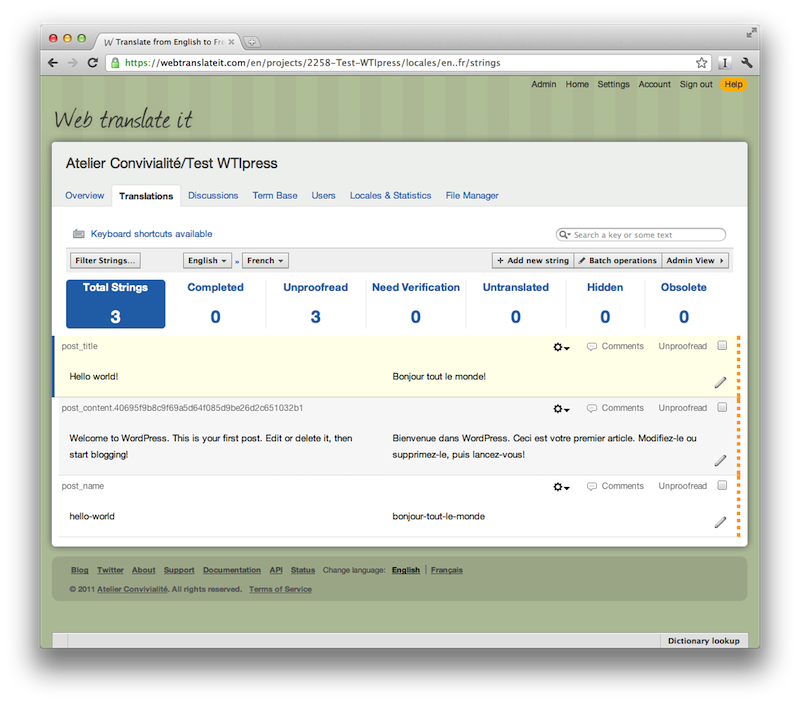 Translate from English to Fre
https://webtranslateit.com/en/projects/2258-Test-WTIpress/locales/en..fr/strings
Admin Home Settings Account Sign out Help
Web translate it
Atelier Convivialité/Test WTIpress
Overview Translations Discussions Term Base Users Locales & Statistics File Manager
Keyboard shortcuts available
Search a key or some text
Filter Strings... English » French + Add new string Batch operations Admin View
Total Strings Completed Unproofread Need Verification Untranslated Hidden Obsolete
3 0 3 0 0 0 0
post_title Comments Unproofread
Hello world! Bonjour tout le monde!
post_content.40695f9b8c9f69a5d64f085d9be26d2c651032b1 Comments Unproofread
Welcome to WordPress. This is your first post. Edit or delete it, then Bienvenue dans WordPress. Ceci est votre premier article. Modifiez-le ou
start blogging! supprimez-le, puis lancez-vous!
post_name Comments Unproofread
hello-world bonjour-tout-le-monde
Blog Twitter About Support Documentation API Status Change language: English | Français
© 2011 Atelier Convivialité. All rights reserved. Terms of Service
Dictionary lookup